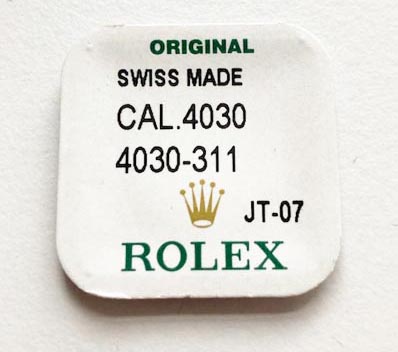 ORIGINAL
SWISS MADE
CAL.4030
4030-311
JT-07
ROLEX